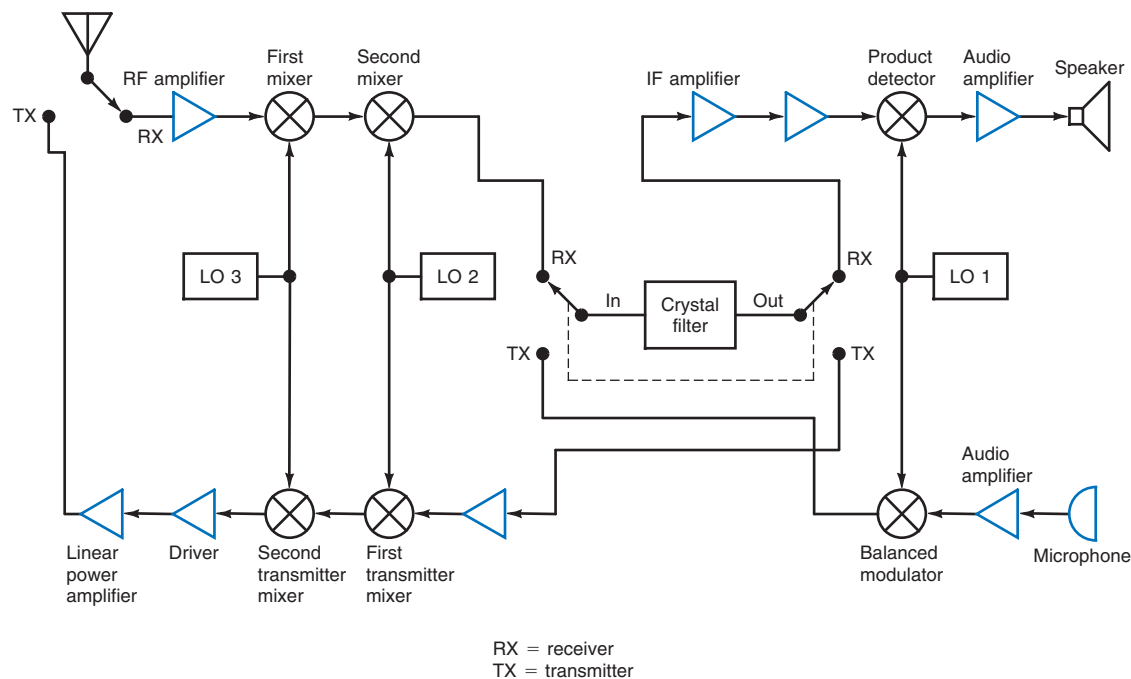 First
mixer
Second
mixer
Product
detector
Audio
amplifier
Speaker
RF amplifier
IF amplifier
TX
RX
LO 3
LO 2
RX
In
Crystal
filter
Out
RX
LO 1
TX
TX
Audio
amplifier
Linear
power
amplifier
Driver
Second
transmitter
mixer
First
transmitter
mixer
Balanced
modulator
Microphone
RX = receiver
TX = transmitter